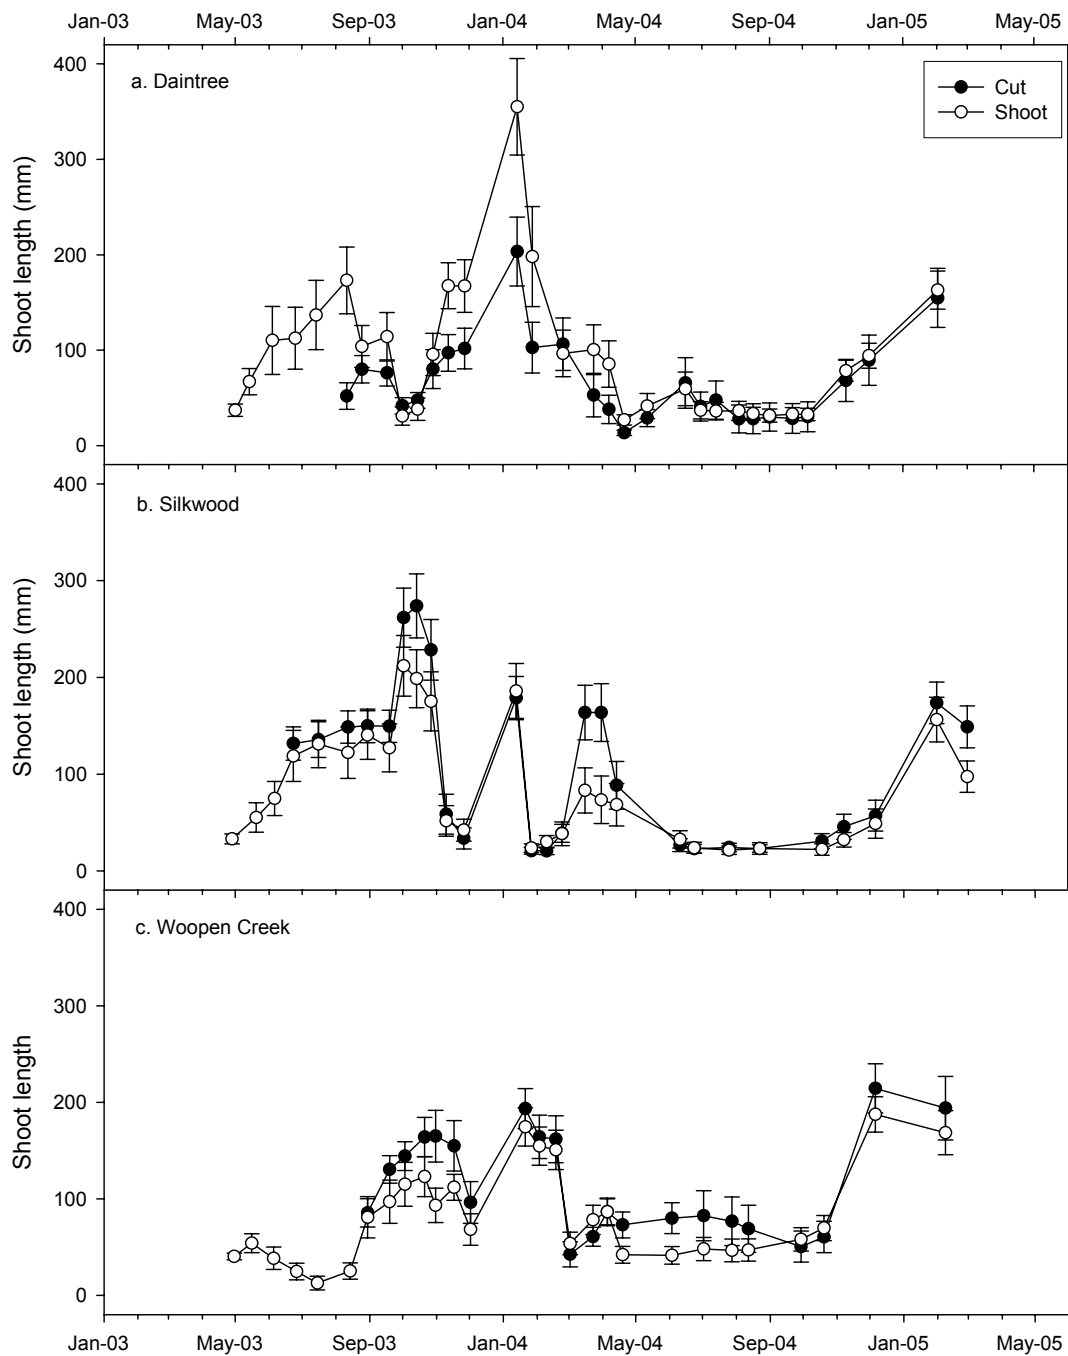 Jan-03 May-03 Sep-03 Jan-04 May-04 Sep-04 Jan-05 May-05
a. Daintree
Cut
Shoot
Shoot length (mm)
400
300
200
100
0
b. Silkwood
Shoot length (mm)
400
300
200
100
0
c. Woopen Creek
Shoot length
400
300
200
100
0
Jan-03 May-03 Sep-03 Jan-04 May-04 Sep-04 Jan-05 May-05